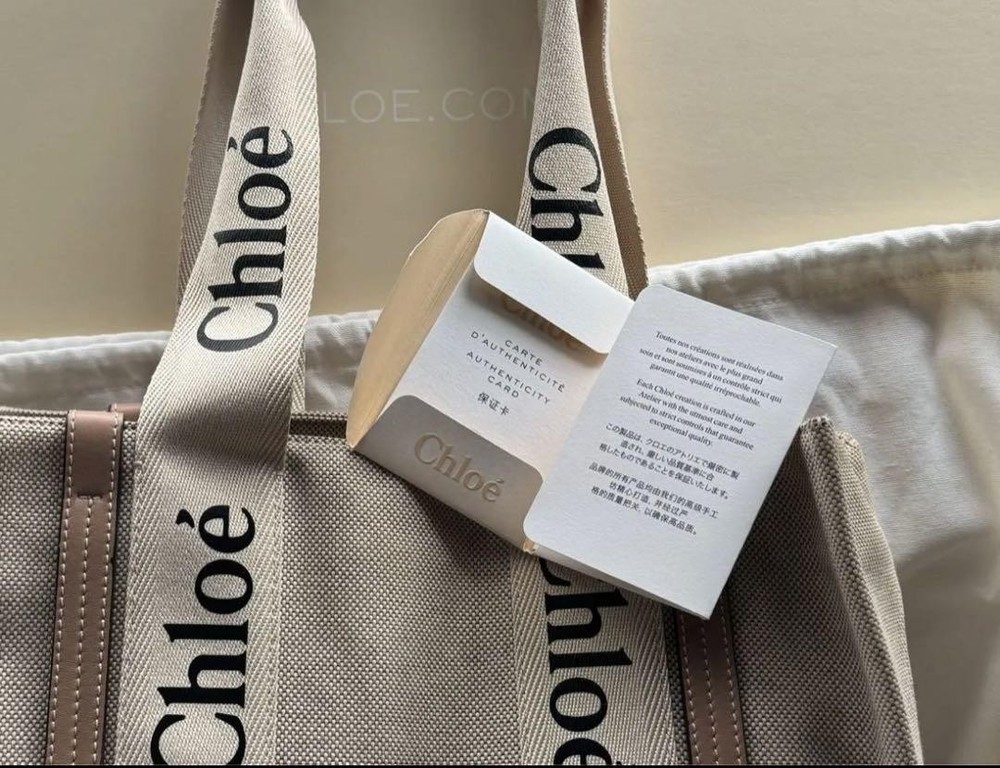 LOE.CO
Chloé
Chl
Chloé
CARTE
D'AUTHENTICITÉ
AUTHENTICITY
CARD
保证卡
Chloé
Toutes nos créations sont réalisées dans
nos ateliers avec le plus grand
soin et sont soumises à un contrôle strict qui
garanti une qualité irréprochable.
Each Chloé creation is crafted in our
Atelier with the utmost care and
subjected to strict controls that guarantee
exceptional quality.
この製品は、クロエのアトリエで緻密に製
造され、厳しい品質基準に合
格したものであることを保証いたします。
品牌的所有产品均由我们的高级手工
坊精心打造，并经过严
格的质量把关，以确保高品质。
Chloé
Chloé